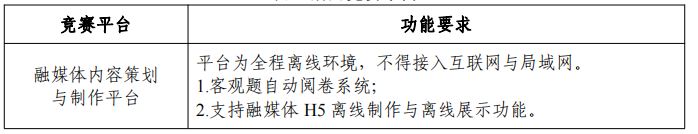 竞赛平台 功能要求
融媒体内容策划
与制作平台
平台为全程离线环境，不得接入互联网与局域网。
1.客观题自动阅卷系统；
2.支持融媒体 H5 离线制作与离线展示功能。